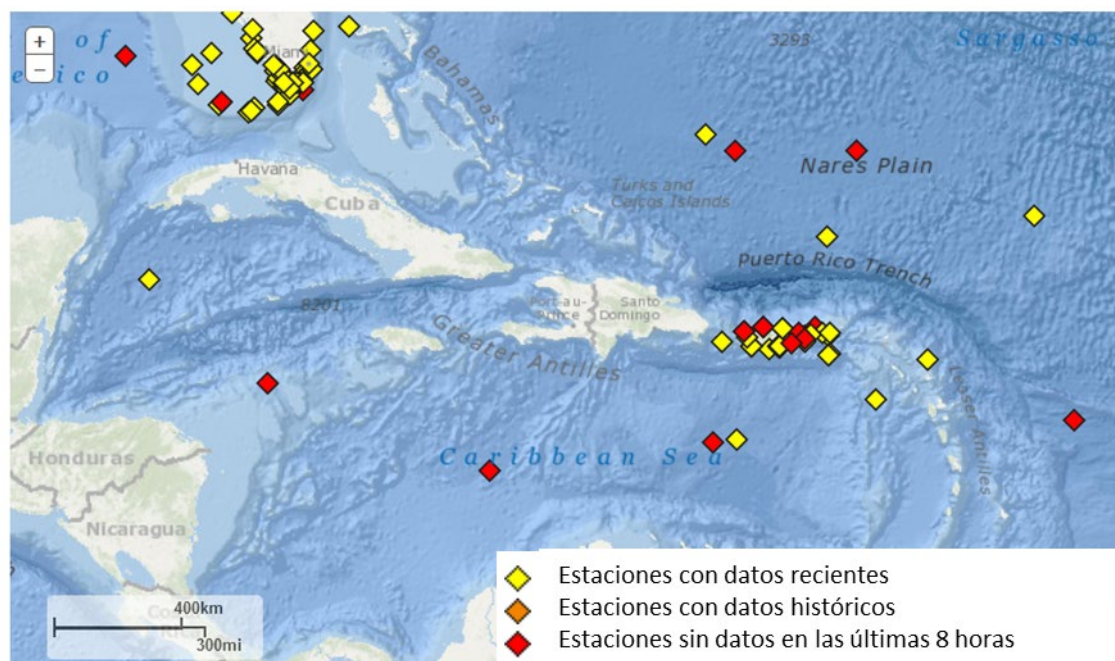 +
−
of
exico
Miami
3293
Sargasso
Bahamas
Nares Plain
Havana
Cuba
Turks and
Caicos Islands
Puerto Rico Trench
8201
Port-au-
Prince
Santo
Domingo
Greater Antilles
Lesser Antilles
Caribbean Sea
Honduras
Nicaragua
400km
300mi
Estaciones con datos recientes
Estaciones con datos históricos
Estaciones sin datos en las últimas 8 horas